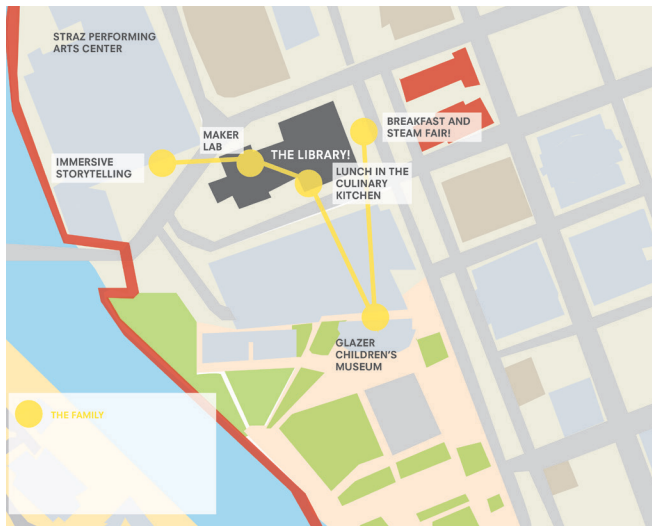 STRAZ PERFORMING
ARTS CENTER
MAKER
LAB
BREAKFAST AND
STEAM FAIR!
IMMERSIVE
STORYTELLING
THE LIBRARY!
LUNCH IN THE
CULINARY
KITCHEN
GLAZER
CHILDREN'S
MUSEUM
THE FAMILY